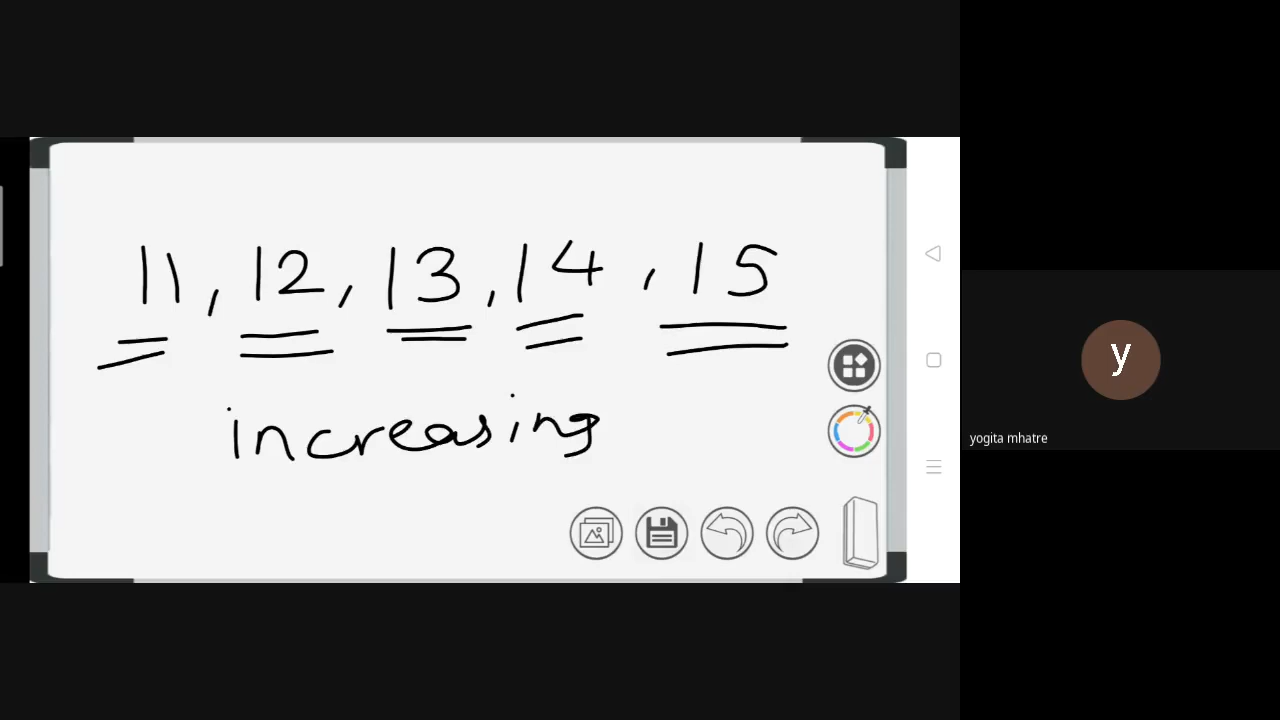 11, 12, 13, 14, 15
increasing
y
yogita mhatre